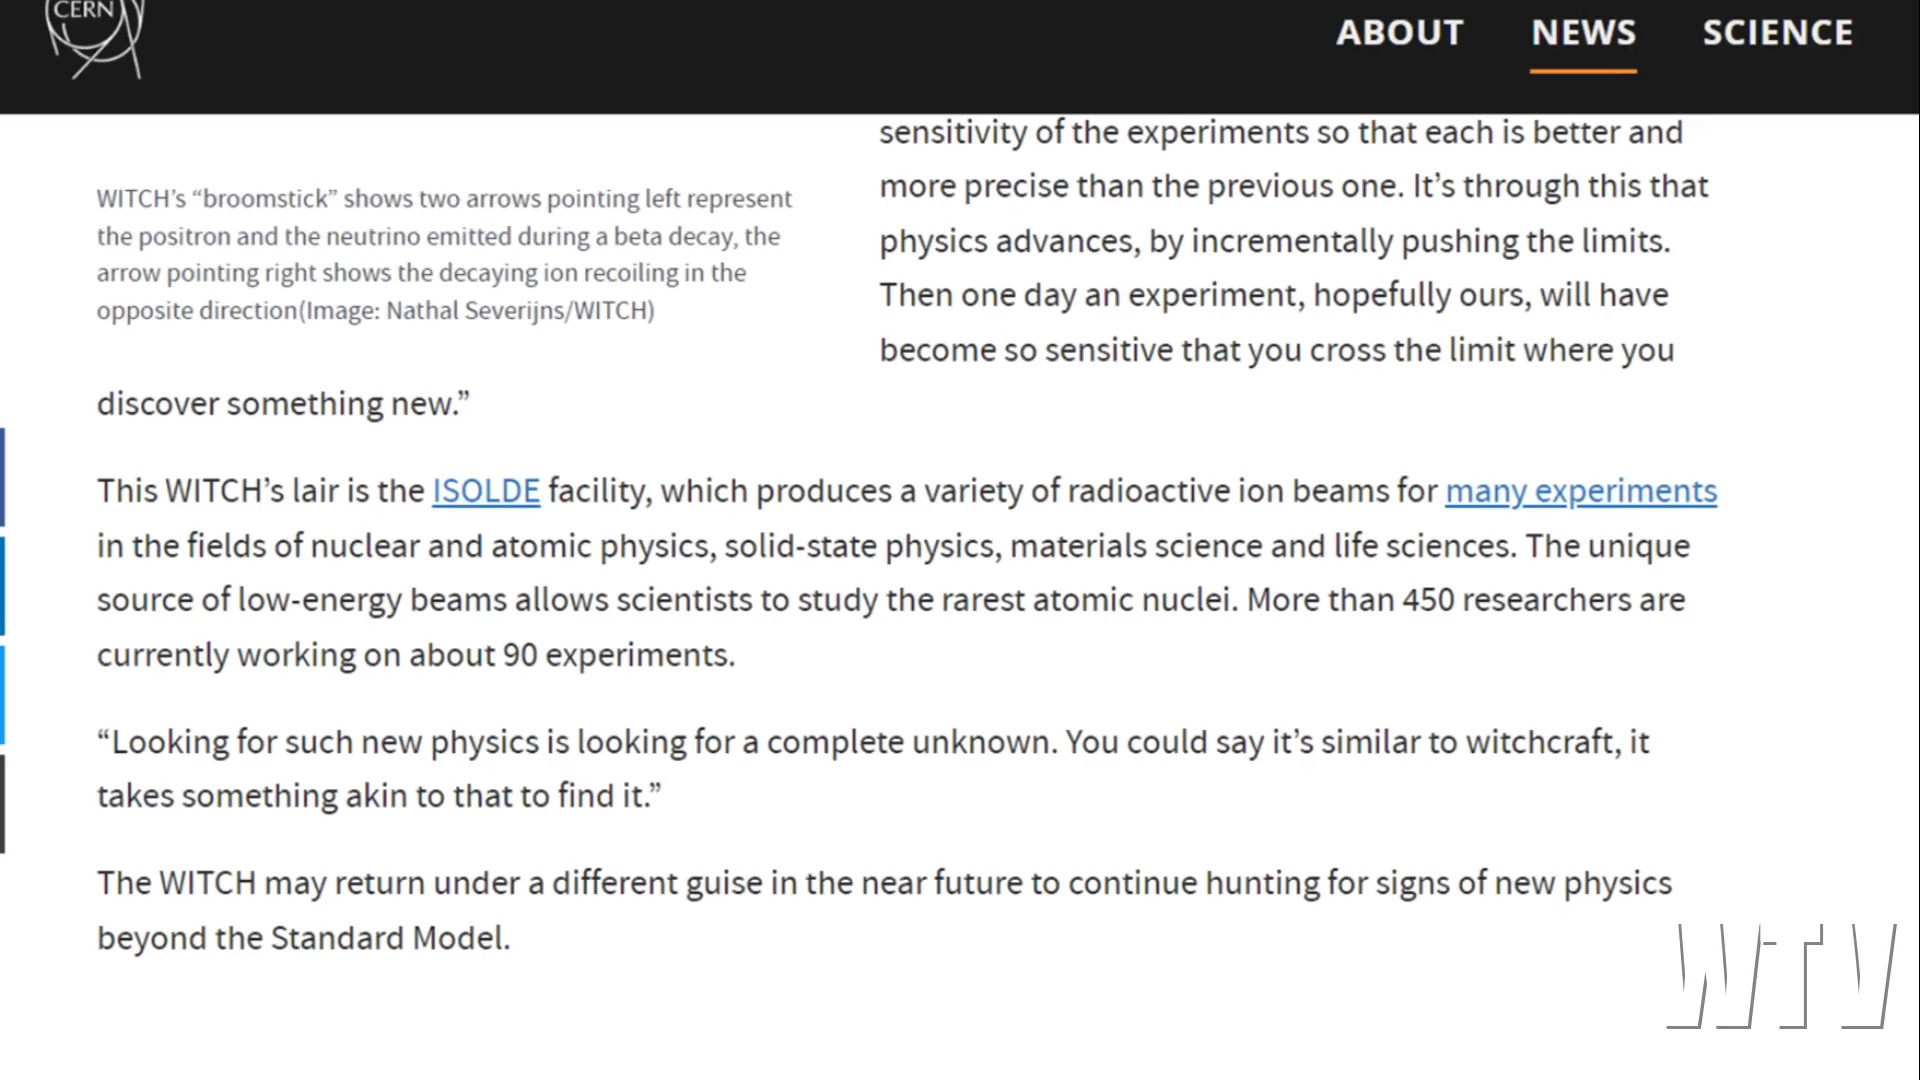 CERN
ABOUT
NEWS
SCIENCE
WITCH’s “broomstick” shows two arrows pointing left represent
the positron and the neutrino emitted during a beta decay, the
arrow pointing right shows the decaying ion recoiling in the
opposite direction(Image: Nathal Severijns/WITCH)
sensitivity of the experiments so that each is better and
more precise than the previous one. It’s through this that
physics advances, by incrementally pushing the limits.
Then one day an experiment, hopefully ours, will have
become so sensitive that you cross the limit where you
discover something new.”
This WITCH’s lair is the ISOLDE facility, which produces a variety of radioactive ion beams for many experiments
in the fields of nuclear and atomic physics, solid-state physics, materials science and life sciences. The unique
source of low-energy beams allows scientists to study the rarest atomic nuclei. More than 450 researchers are
currently working on about 90 experiments.
“Looking for such new physics is looking for a complete unknown. You could say it’s similar to witchcraft, it
takes something akin to that to find it.”
The WITCH may return under a different guise in the near future to continue hunting for signs of new physics
beyond the Standard Model.
WTV